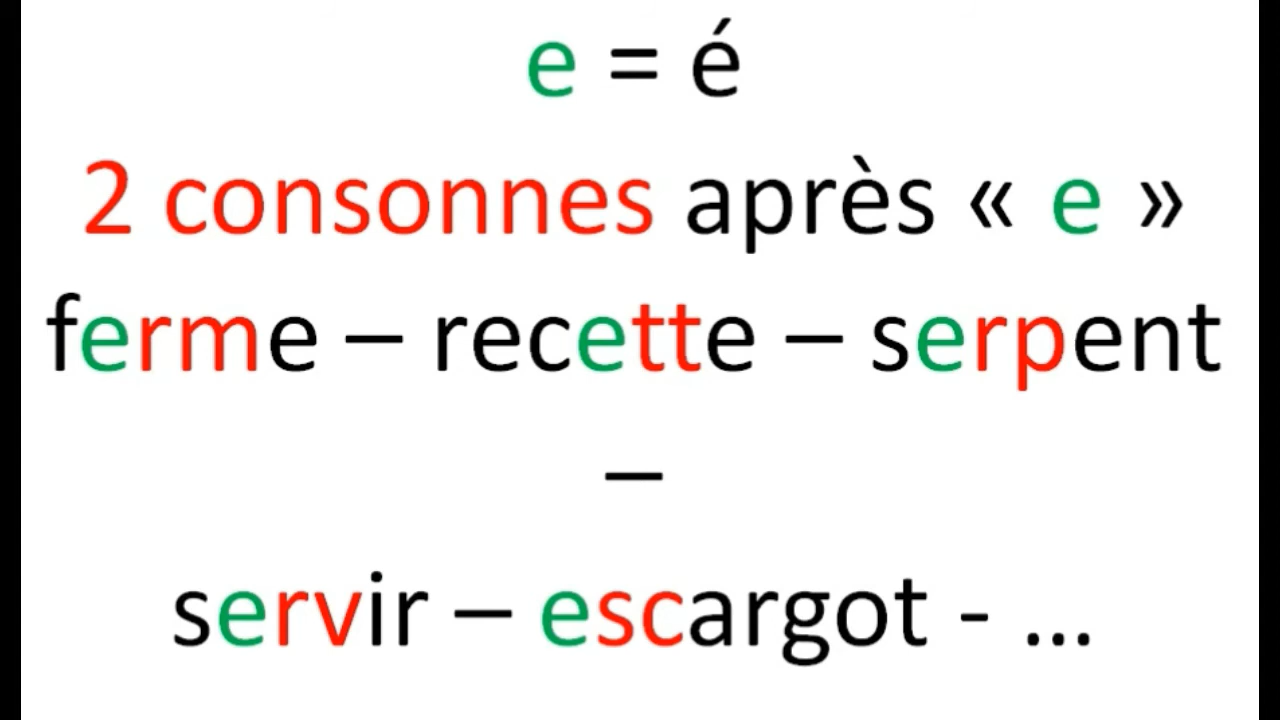 e = é
2 consonnes après « e »
ferme – recette – serpent
–
servir – escargot - ...